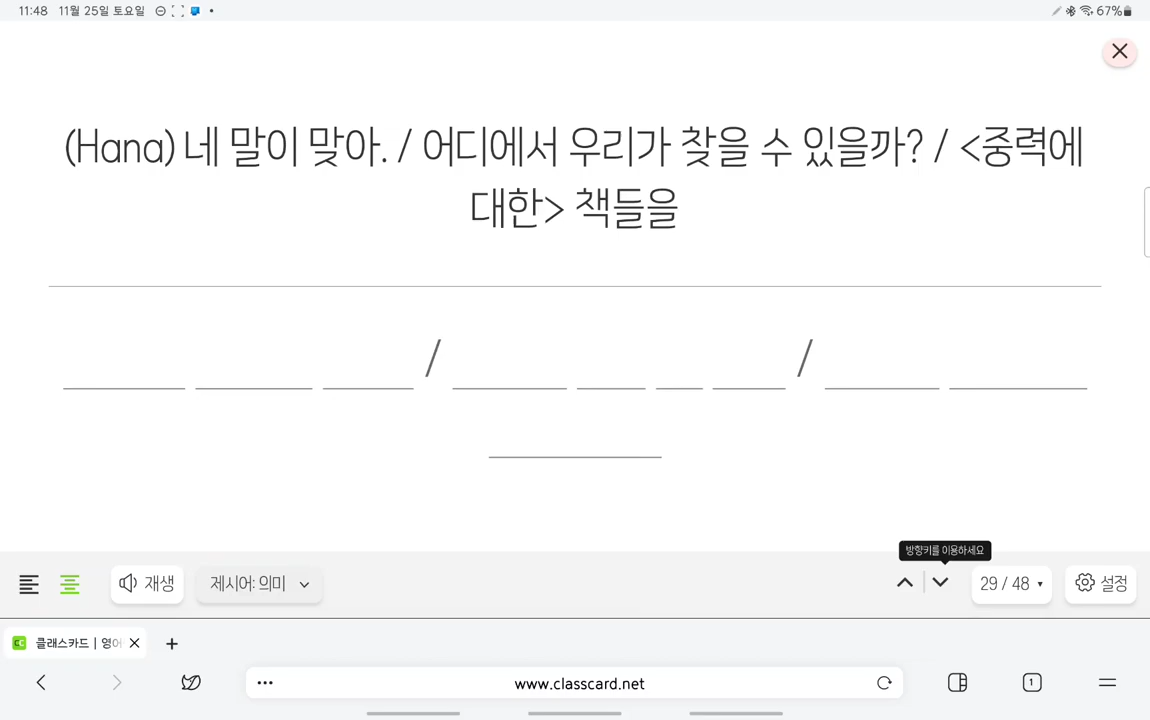 11:48 11월 25일 토요일 67%
(Hana) 네 말이 맞아. / 어디에서 우리가 찾을 수 있을까? / <중력에
대한> 책들을
/ /
방향키를 이용하세요
재생 제시어: 의미 29 / 48 설정
클래스카드 | 영어
www.classcard.net 1